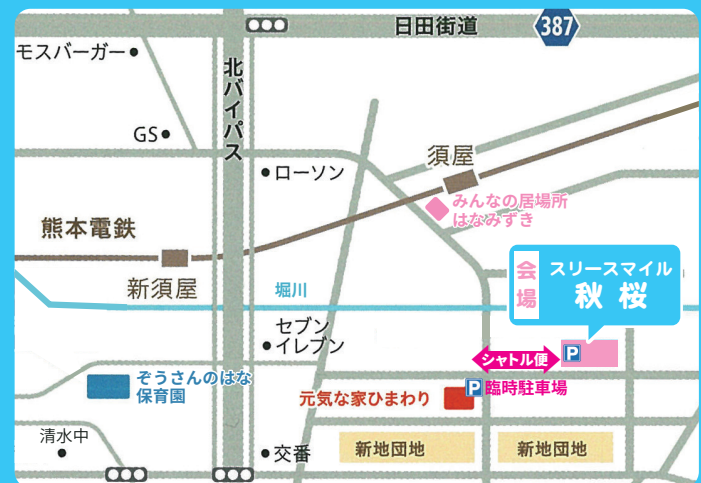 日田街道
387
モスバーガー
北バイパス
GS
ローソン
須屋
みんなの居場所
はなみずき
熊本電鉄
新須屋
会場
スリースマイル
秋桜
堀川
セブン
イレブン
シャトル便
P
ぞうさんのはな
保育園
元気な家ひまわり
P臨時駐車場
清水中
交番
新地団地
新地団地